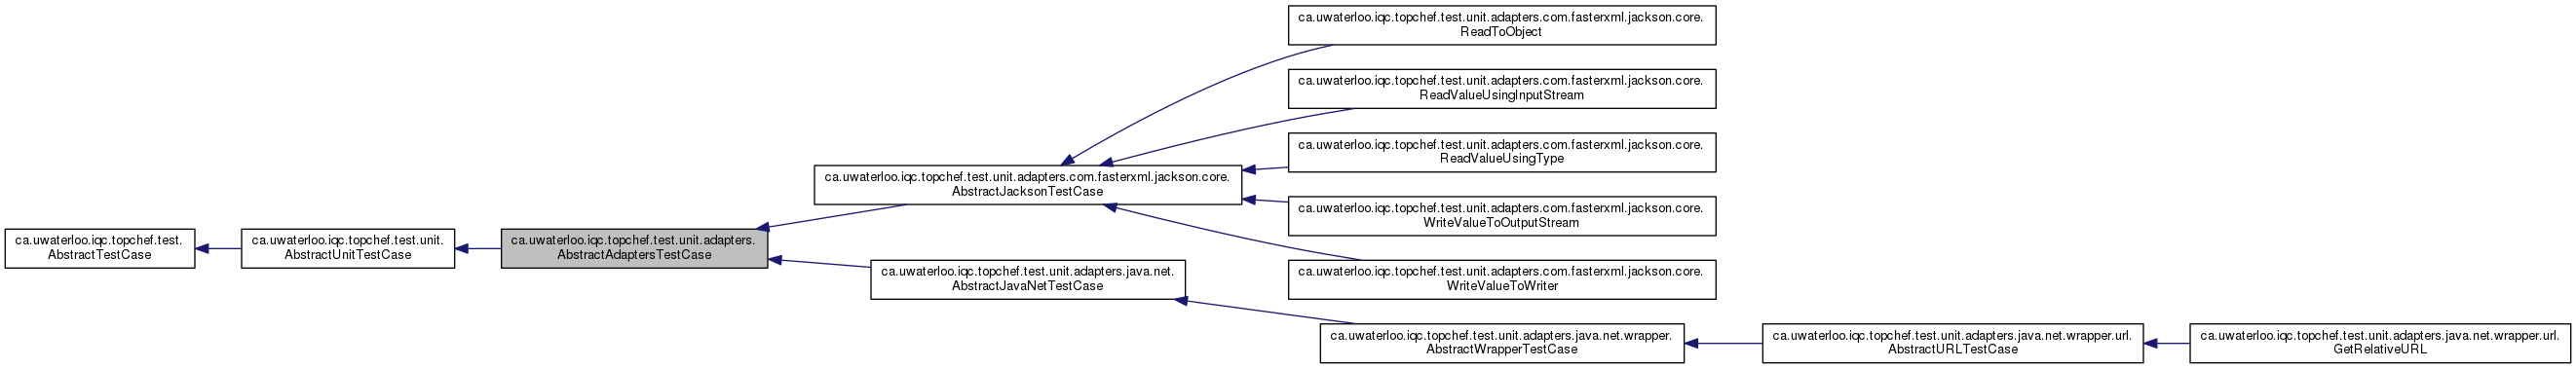 ca.uwaterloo.iqc.topchef.test.unit.adapters.com.fasterxml.jackson.core.
ReadToObject
ca.uwaterloo.iqc.topchef.test.unit.adapters.com.fasterxml.jackson.core.
ReadValueUsingInputStream
ca.uwaterloo.iqc.topchef.test.unit.adapters.com.fasterxml.jackson.core.
ReadValueUsingType
ca.uwaterloo.iqc.topchef.test.unit.adapters.com.fasterxml.jackson.core.
AbstractJacksonTestCase
ca.uwaterloo.iqc.topchef.test.unit.adapters.com.fasterxml.jackson.core.
WriteValueToOutputStream
ca.uwaterloo.iqc.topchef.test.
AbstractTestCase
ca.uwaterloo.iqc.topchef.test.unit.
AbstractUnitTestCase
ca.uwaterloo.iqc.topchef.test.unit.adapters.
AbstractAdaptersTestCase
ca.uwaterloo.iqc.topchef.test.unit.adapters.java.net.
AbstractJavaNetTestCase
ca.uwaterloo.iqc.topchef.test.unit.adapters.com.fasterxml.jackson.core.
WriteValueToWriter
ca.uwaterloo.iqc.topchef.test.unit.adapters.java.net.wrapper.
AbstractWrapperTestCase
ca.uwaterloo.iqc.topchef.test.unit.adapters.java.net.wrapper.url.
AbstractURLTestCase
ca.uwaterloo.iqc.topchef.test.unit.adapters.java.net.wrapper.url.
GetRelativeURL